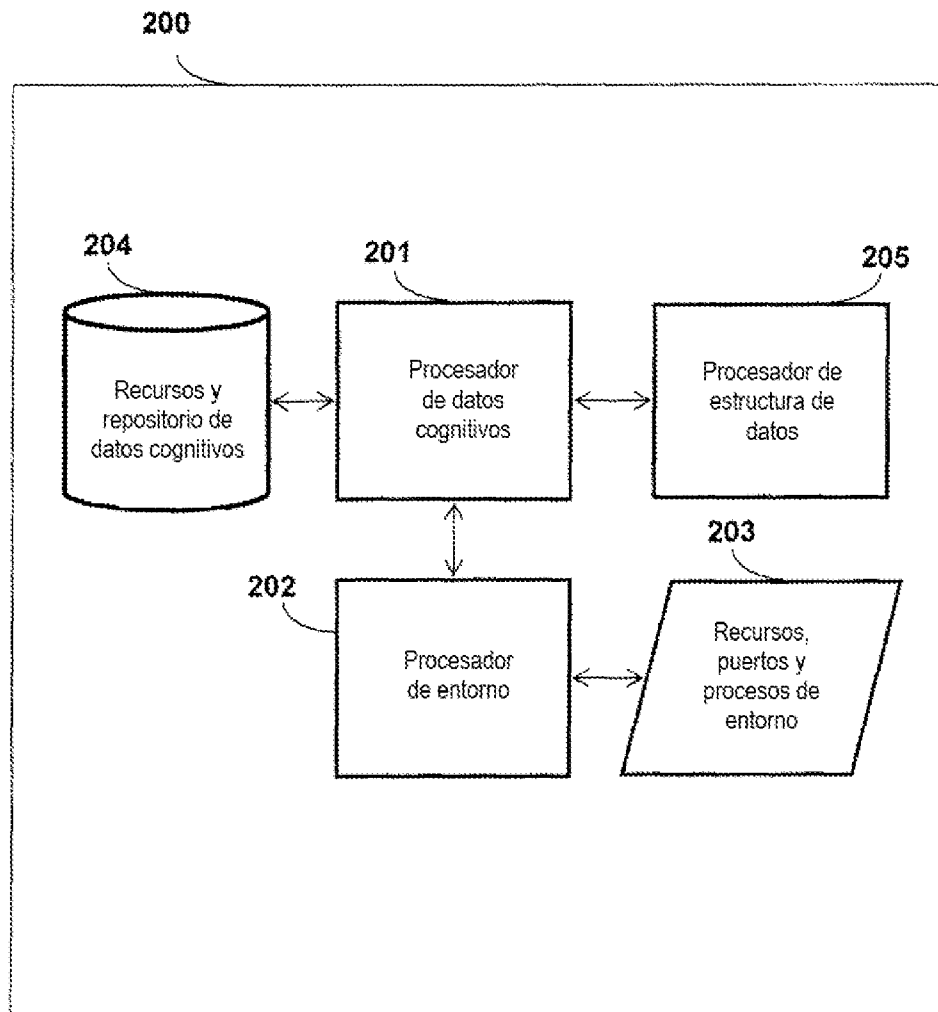 200
204
201
205
Recursos y
repositorio de
datos cognitivos
Procesador
de datos
cognitivos
Procesador de
estructura de
datos
202
203
Procesador
de entorno
Recursos,
puertos y
procesos de
entorno